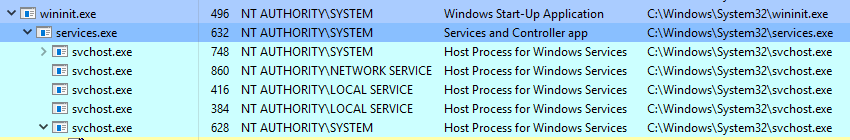 wininit.exe 496 NT AUTHORITY\SYSTEM Windows Start-Up Application C:\Windows\System32\wininit.exe
services.exe 632 NT AUTHORITY\SYSTEM Services and Controller app C:\Windows\System32\services.exe
svchost.exe 748 NT AUTHORITY\SYSTEM Host Process for Windows Services C:\Windows\System32\svchost.exe
svchost.exe 860 NT AUTHORITY\NETWORK SERVICE Host Process for Windows Services C:\Windows\System32\svchost.exe
svchost.exe 416 NT AUTHORITY\LOCAL SERVICE Host Process for Windows Services C:\Windows\System32\svchost.exe
svchost.exe 384 NT AUTHORITY\LOCAL SERVICE Host Process for Windows Services C:\Windows\System32\svchost.exe
svchost.exe 628 NT AUTHORITY\SYSTEM Host Process for Windows Services C:\Windows\System32\svchost.exe